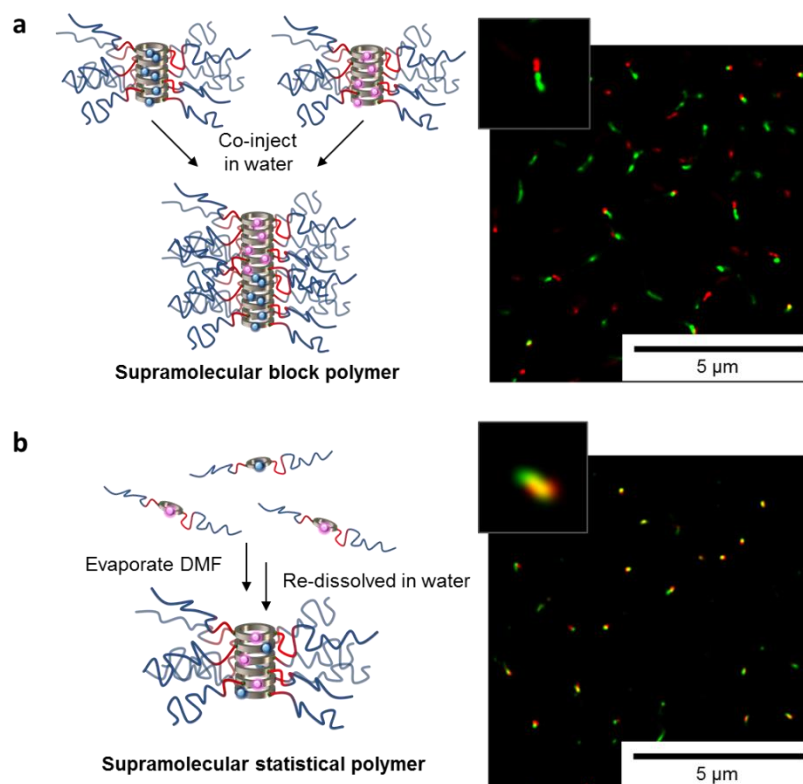 a
Co-inject
in water
Supramolecular block polymer
5 µm
b
Evaporate DMF
Re-dissolved in water
Supramolecular statistical polymer
5 µm